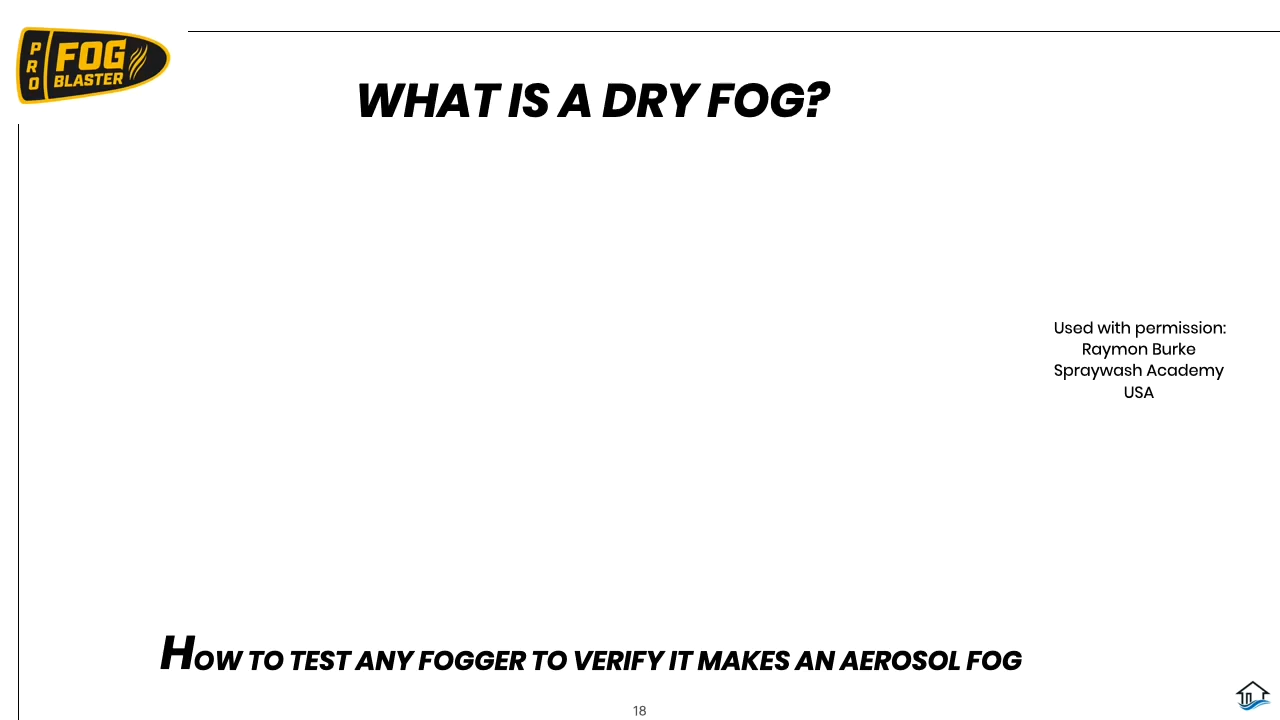 PRO
FOG
BLASTER
WHAT IS A DRY FOG?
Used with permission:
Raymon Burke
Spraywash Academy
USA
HOW TO TEST ANY FOGGER TO VERIFY IT MAKES AN AEROSOL FOG
18